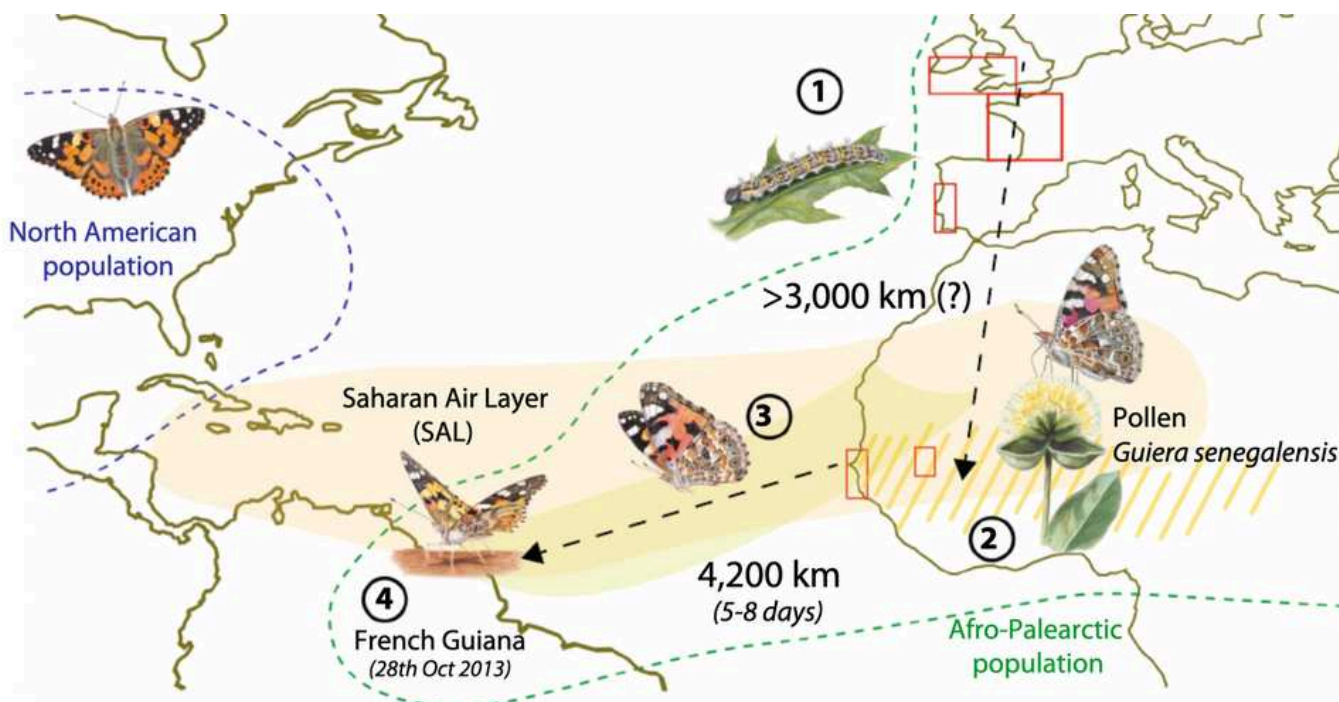 1
North American
population
>3,000 km (?)
Saharan Air Layer
(SAL)
3
Pollen
Guiera senegalensis
2
4,200 km
(5-8 days)
4
French Guiana
(28th Oct 2013)
Afro-Palearctic
population